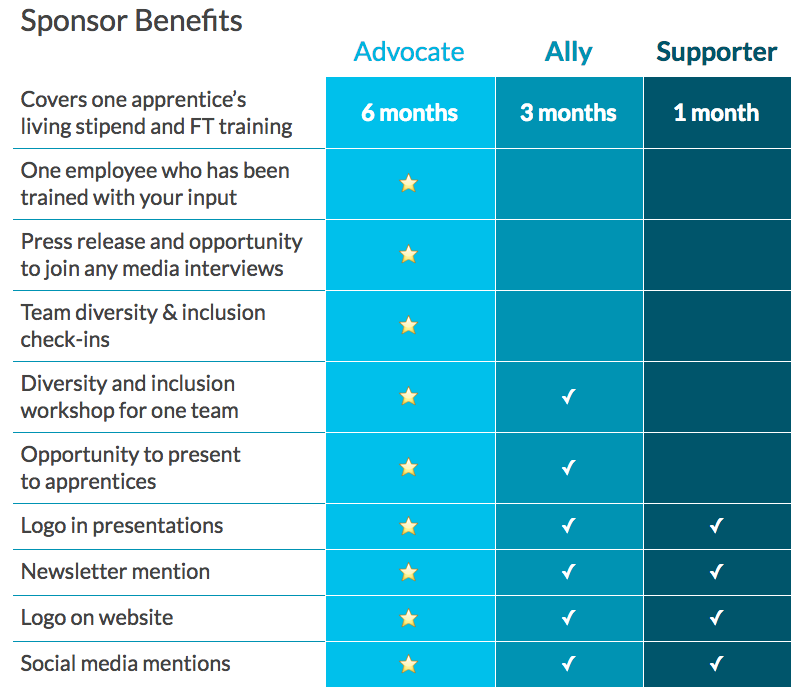 Sponsor Benefits
Advocate Ally Supporter
Covers one apprentice's
living stipend and FT training
6 months 3 months 1 month
One employee who has been
trained with your input
Press release and opportunity
to join any media interviews
Team diversity & inclusion
check-ins
Diversity and inclusion
workshop for one team
Opportunity to present
to apprentices
Logo in presentations
Newsletter mention
Logo on website
Social media mentions